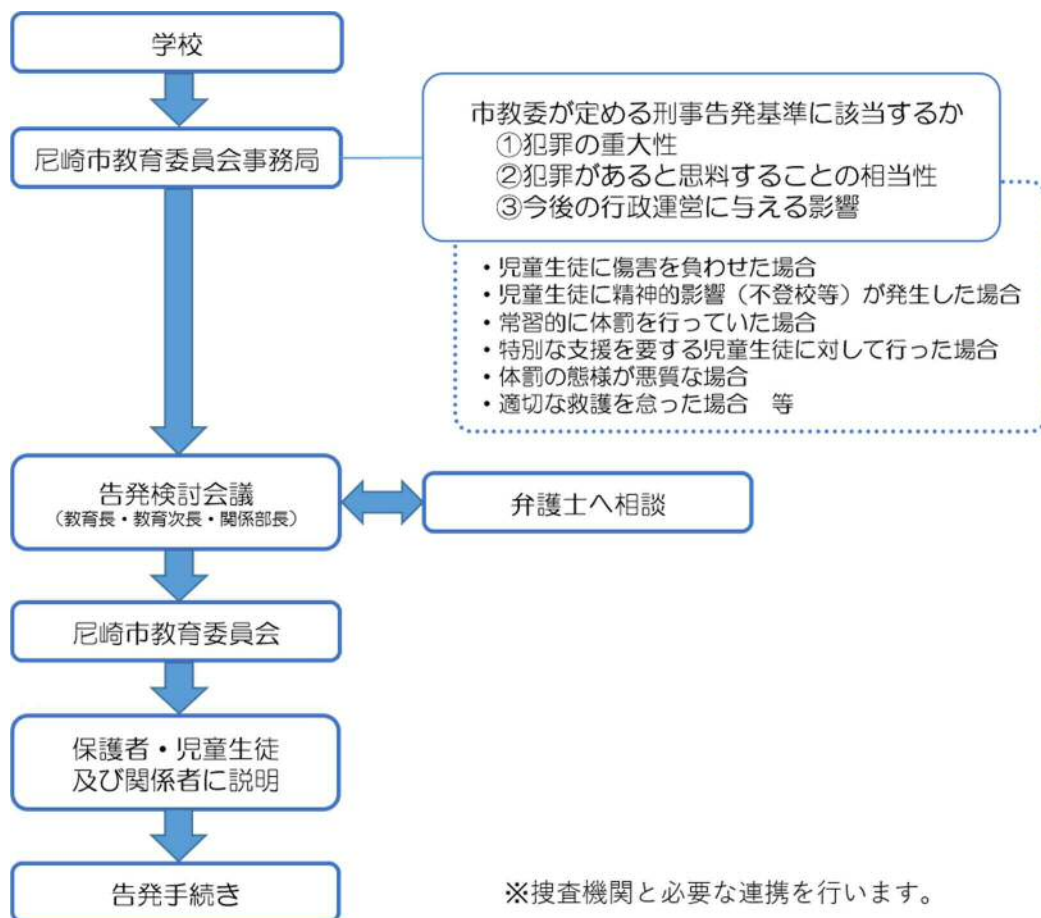 学校
尼崎市教育委員会事務局
市教委が定める刑事告発基準に該当するか
①犯罪の重大性
②犯罪があると思料することの相当性
③今後の行政運営に与える影響
・児童生徒に傷害を負わせた場合
・児童生徒に精神的影響（不登校等）が発生した場合
・常習的に体罰を行っていた場合
・特別な支援を要する児童生徒に対して行った場合
・体罰の態様が悪質な場合
・適切な救護を怠った場合　等
告発検討会議
（教育長・教育次長・関係部長）
弁護士へ相談
尼崎市教育委員会
保護者・児童生徒
及び関係者に説明
告発手続き
※捜査機関と必要な連携を行います。